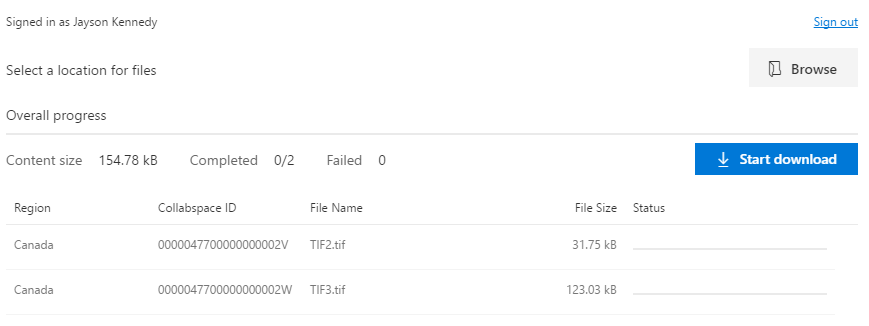 Signed in as Jayson Kennedy Sign out
Select a location for files Browse
Overall progress
Content size 154.78 kB Completed 0/2 Failed 0 Start download
Region Collabspace ID File Name File Size Status
Canada 0000047700000000002V TIF2.tif 31.75 kB
Canada 0000047700000000002W TIF3.tif 123.03 kB